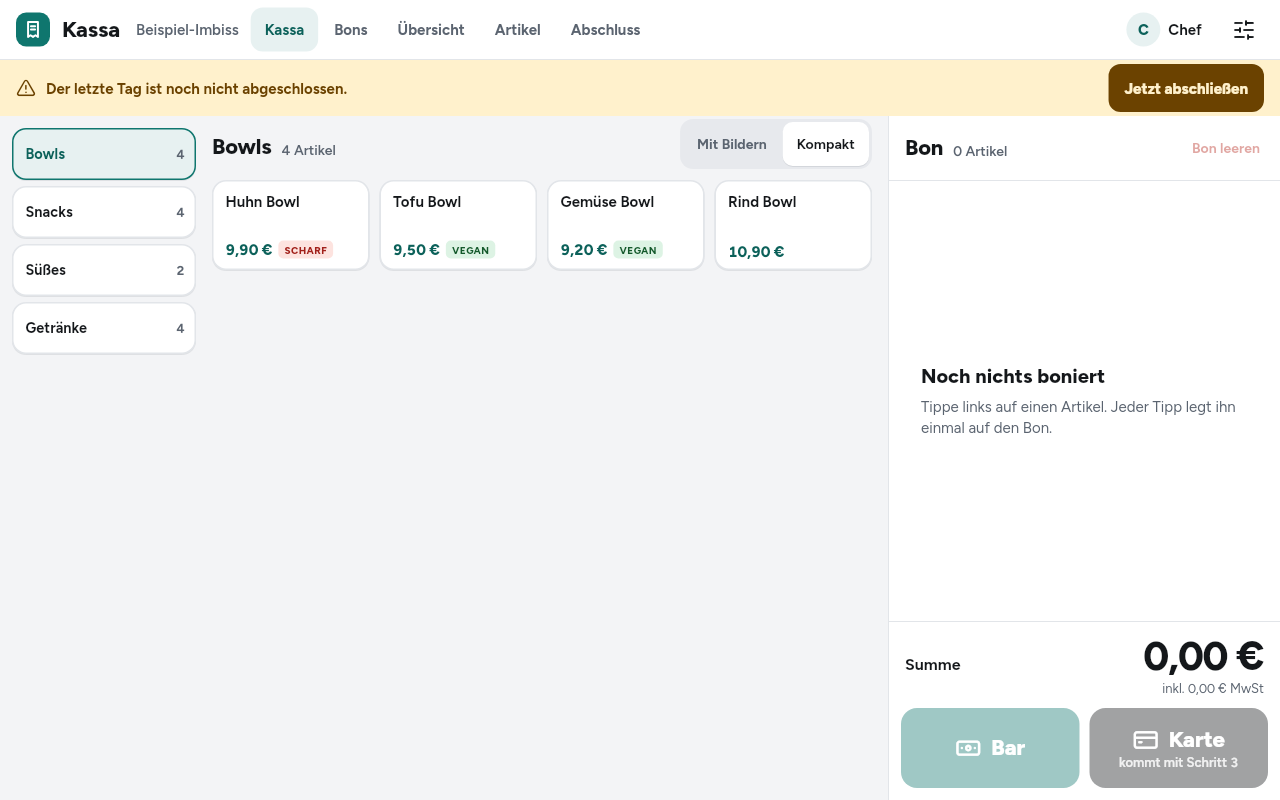 Kassa Beispiel-Imbiss Kassa Bons Übersicht Artikel Abschluss C Chef
Der letzte Tag ist noch nicht abgeschlossen. Jetzt abschließen
Bowls 4
Snacks 4
Süßes 2
Getränke 4
Bowls 4 Artikel Mit Bildern Kompakt
Huhn Bowl
9,90 € SCHARF
Tofu Bowl
9,50 € VEGAN
Gemüse Bowl
9,20 € VEGAN
Rind Bowl
10,90 €
Bon 0 Artikel Bon leeren
Noch nichts boniert
Tippe links auf einen Artikel. Jeder Tipp legt ihn
einmal auf den Bon.
Summe 0,00 €
inkl. 0,00 € MwSt
Bar
Karte
kommt mit Schritt 3